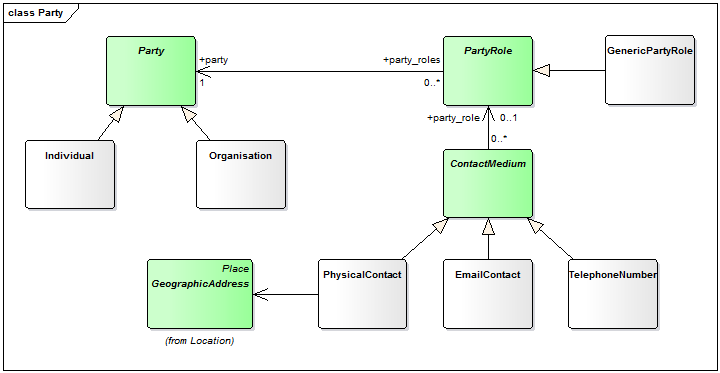 class Party
Party
+party
1
+party_roles
0..*
PartyRole
GenericPartyRole
+party_role
0..1
0..*
Individual
Organisation
ContactMedium
Place
GeographicAddress
(from Location)
PhysicalContact
EmailContact
TelephoneNumber